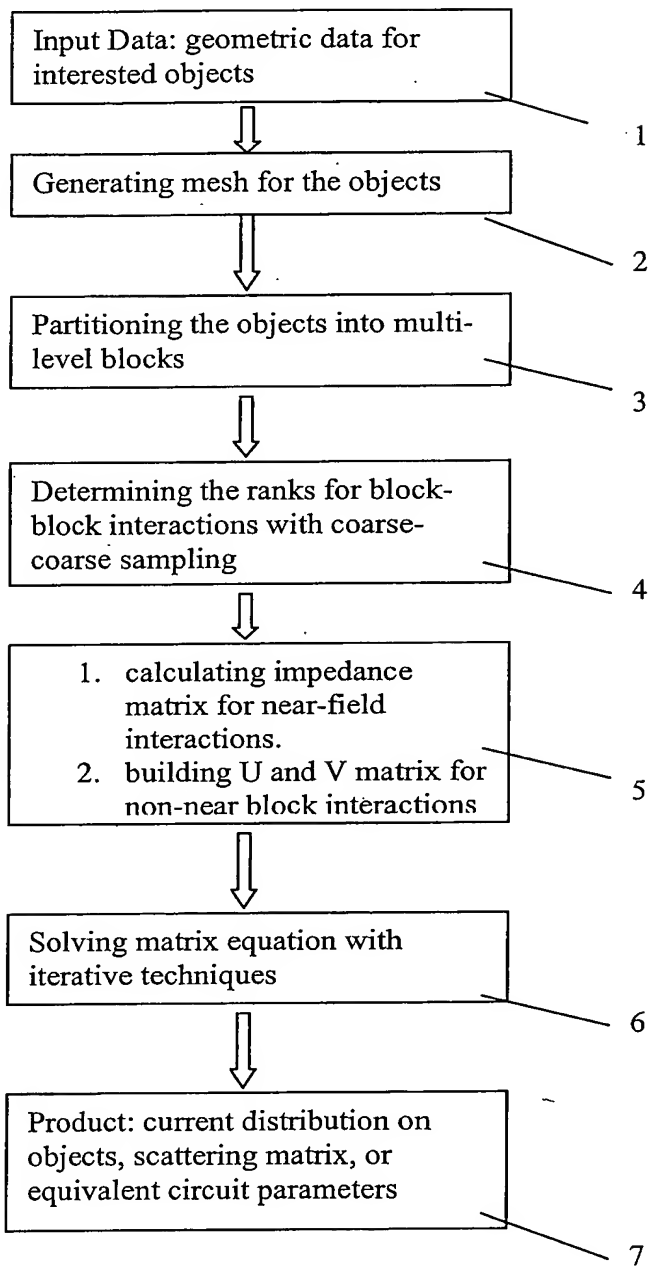 Input Data: geometric data for
interested objects
1
Generating mesh for the objects
2
Partitioning the objects into multi-
level blocks
3
Determining the ranks for block-
block interactions with coarse-
coarse sampling
4
1. calculating impedance
matrix for near-field
interactions.
2. building U and V matrix for
non-near block interactions
5
Solving matrix equation with
iterative techniques
6
Product: current distribution on
objects, scattering matrix, or
equivalent circuit parameters
7